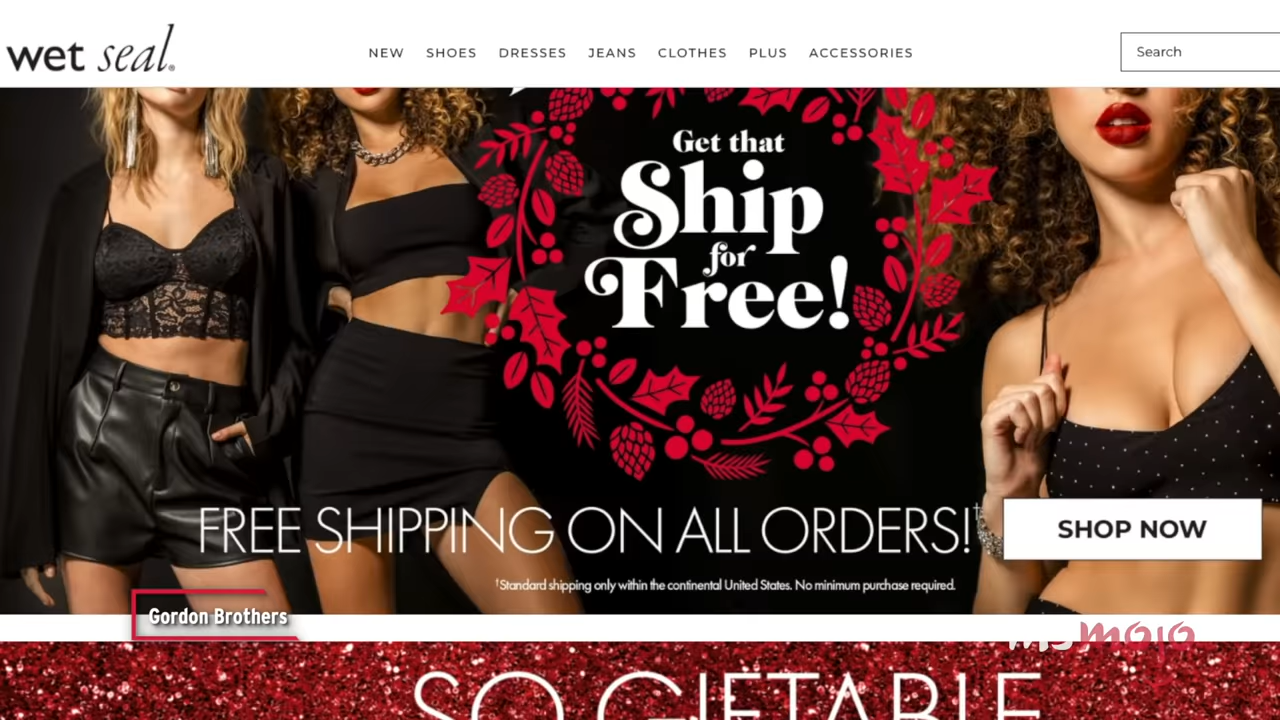 wet seal®
NEW SHOES DRESSES JEANS CLOTHES PLUS ACCESSORIES
Search
Get that
Ship
for
Free!
FREE SHIPPING ON ALL ORDERS!†
SHOP NOW
†Standard shipping only within the continental United States. No minimum purchase required.
Gordon Brothers
msmojo
SO GIFTABLE